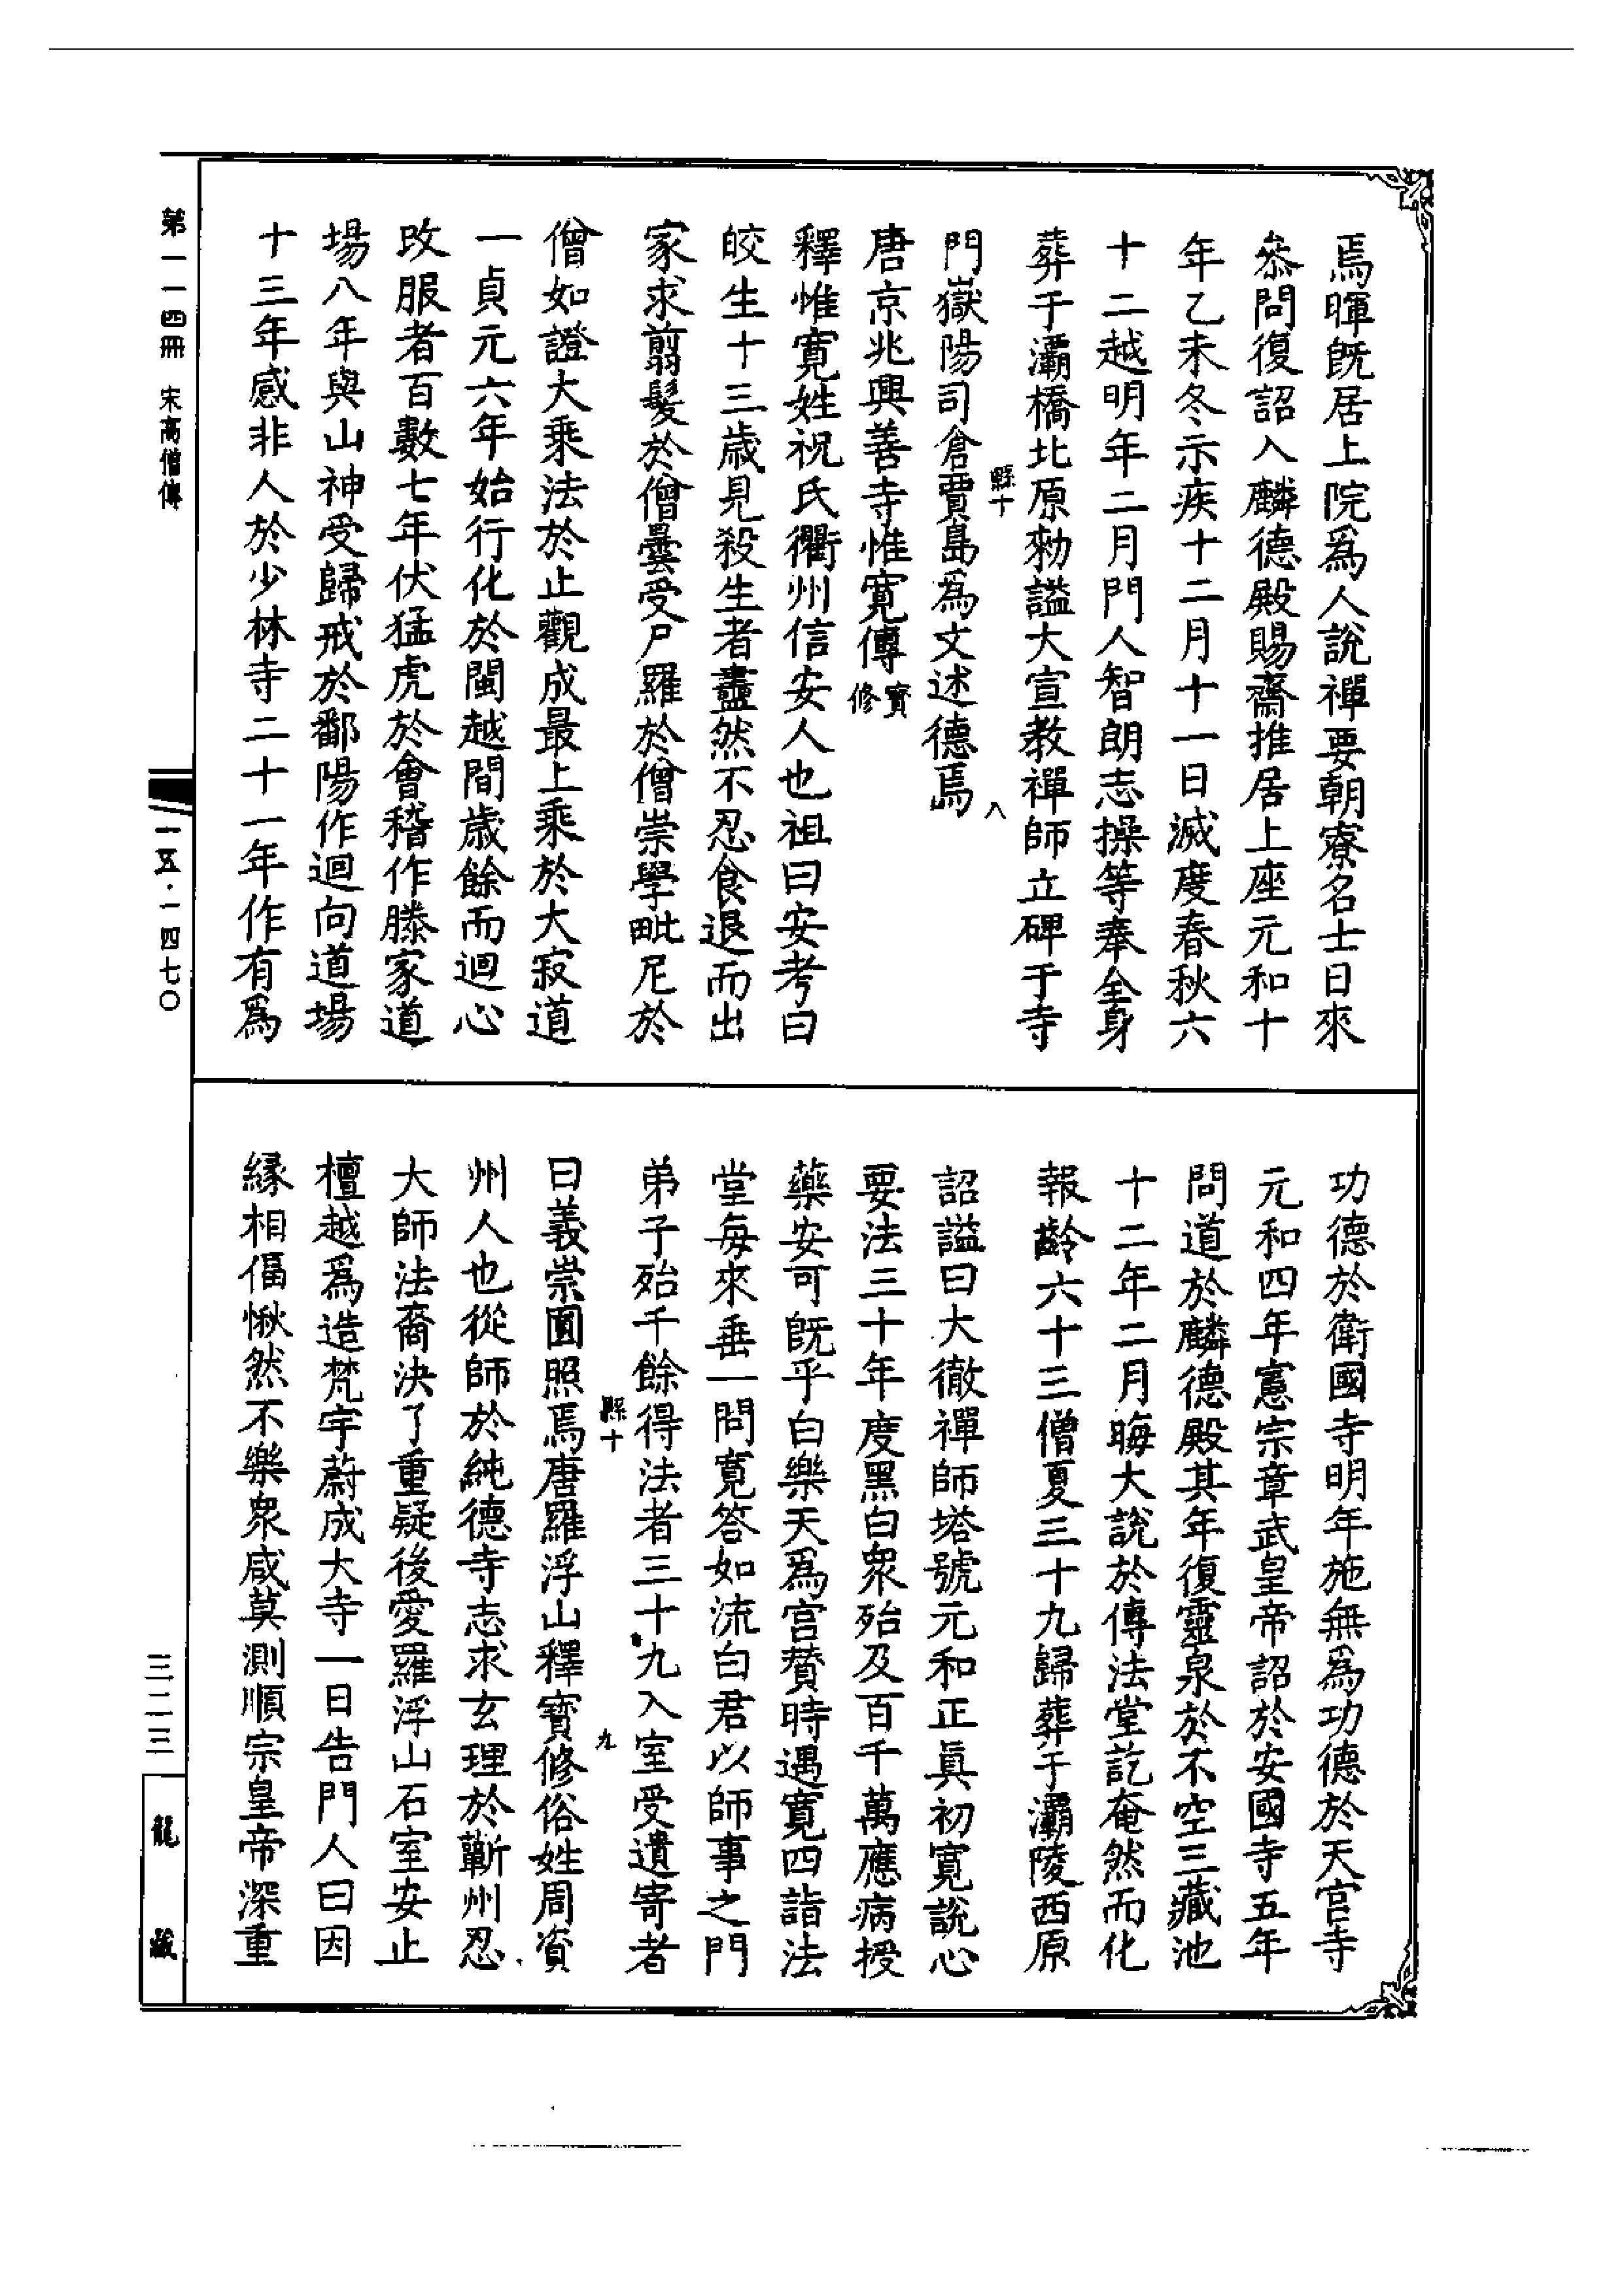 焉暉旣居上院爲人說禪要朝寮名士日來
叅問復詔入麟德殿賜齋推居上座元和十
年乙未冬示疾十二月十一日滅度春秋六
十二越明年二月門人智朗志操等奉全身
葬于灞橋北原勑謚大宣教禪師立碑于寺
縣十
八
門嶽陽司倉賈島爲文述德焉
唐京兆興善寺惟寬傳寶修
釋惟寬姓祝氏衢州信安人也祖曰安考曰
皎生十三歲見殺生者盡然不忍食退而出
家求翦髮於僧曇受尸羅於僧崇學毗尼於
僧如證大乘法於止觀成最上乘於大寂道
一貞元六年始行化於閩越間歲餘而迴心
改服者百數七年伏猛虎於會稽作滕家道
場八年與山神受歸戒於鄱陽作迴向道場
十三年感非人於少林寺二十一年作有爲
功德於衛國寺明年施無爲功德於天官寺
元和四年憲宗章武皇帝詔於安國寺五年
問道於麟德殿其年復靈泉於不空三藏池
十二年二月晦大說於傳法堂訖奄然而化
報齡六十三僧夏三十九歸葬于灞陵西原
詔謚曰大徹禪師塔號元和正眞初寬說心
要法三十年度黑白衆殆及百千萬應病授
藥安可旣乎白樂天爲宮贊時遇寬四詣法
堂每來垂一問寬答如流白君以師事之門
弟子殆千餘得法者三十九入室受遺寄者
縣十
九
曰義崇圓照焉唐羅浮山釋寶修俗姓周資
州人也從師於純德寺志求玄理於蘄州忍
大師法裔決了重疑後愛羅浮山石室安止
檀越爲造梵宇蔚成大寺一日告門人曰因
緣相偪愀然不樂衆咸莫測順宗皇帝深重
第一一四冊 宋高僧傳
一五·一四七〇
三二三
龍藏